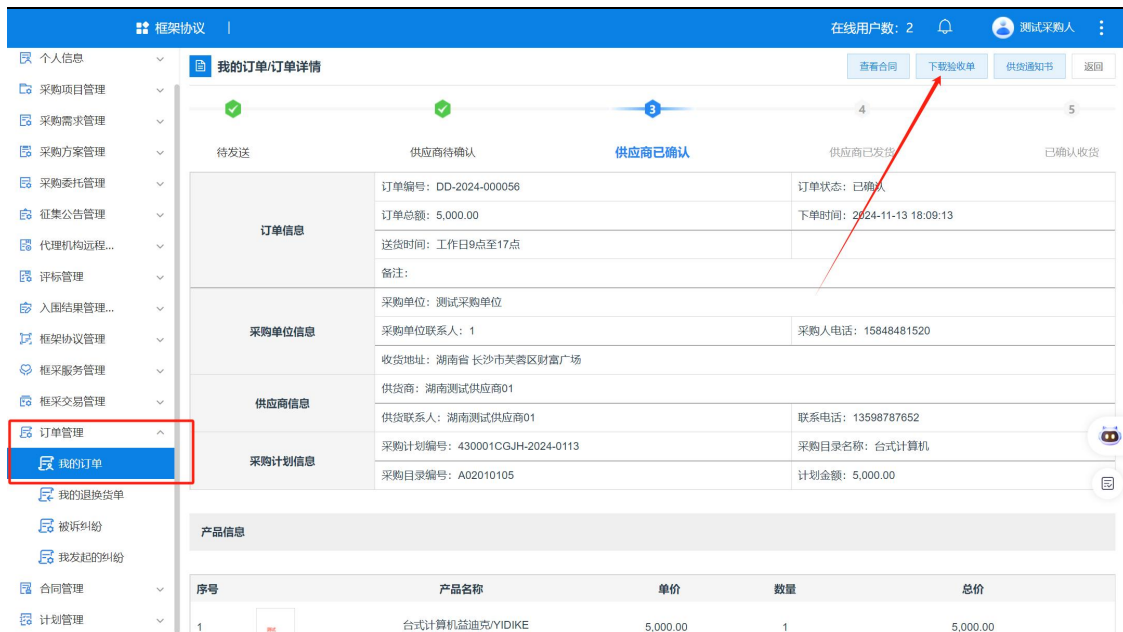 框架协议 |
在线用户数：2
测试采购人
个人信息
采购项目管理
采购需求管理
采购方案管理
采购委托管理
征集公告管理
代理机构远程...
评标管理
入围结果管理...
框架协议管理
框采服务管理
框采交易管理
订单管理
我的订单
我的退换货单
被诉纠纷
我发起的纠纷
合同管理
计划管理
我的订单/订单详情
查看合同 下载验收单 供货通知书 返回
3 4 5
待发送 供应商待确认 供应商已确认 供应商已发货 已确认收货
订单信息
订单编号：DD-2024-000056 订单状态：已确认
订单总额：5,000.00 下单时间：2024-11-13 18:09:13
送货时间：工作日9点至17点
备注：
采购单位信息
采购单位：测试采购单位
采购单位联系人：1 采购人电话：15848481520
收货地址：湖南省 长沙市芙蓉区财富广场
供应商信息
供货商：湖南测试供应商01
供货联系人：湖南测试供应商01 联系电话：13598787652
采购计划信息
采购计划编号：430001CGJH-2024-0113 采购目录名称：台式计算机
采购目录编号：A02010105 计划金额：5,000.00
产品信息
序号 产品名称 单价 数量 总价
1 台式计算机益迪克/YIDIKE 5,000.00 1 5,000.00